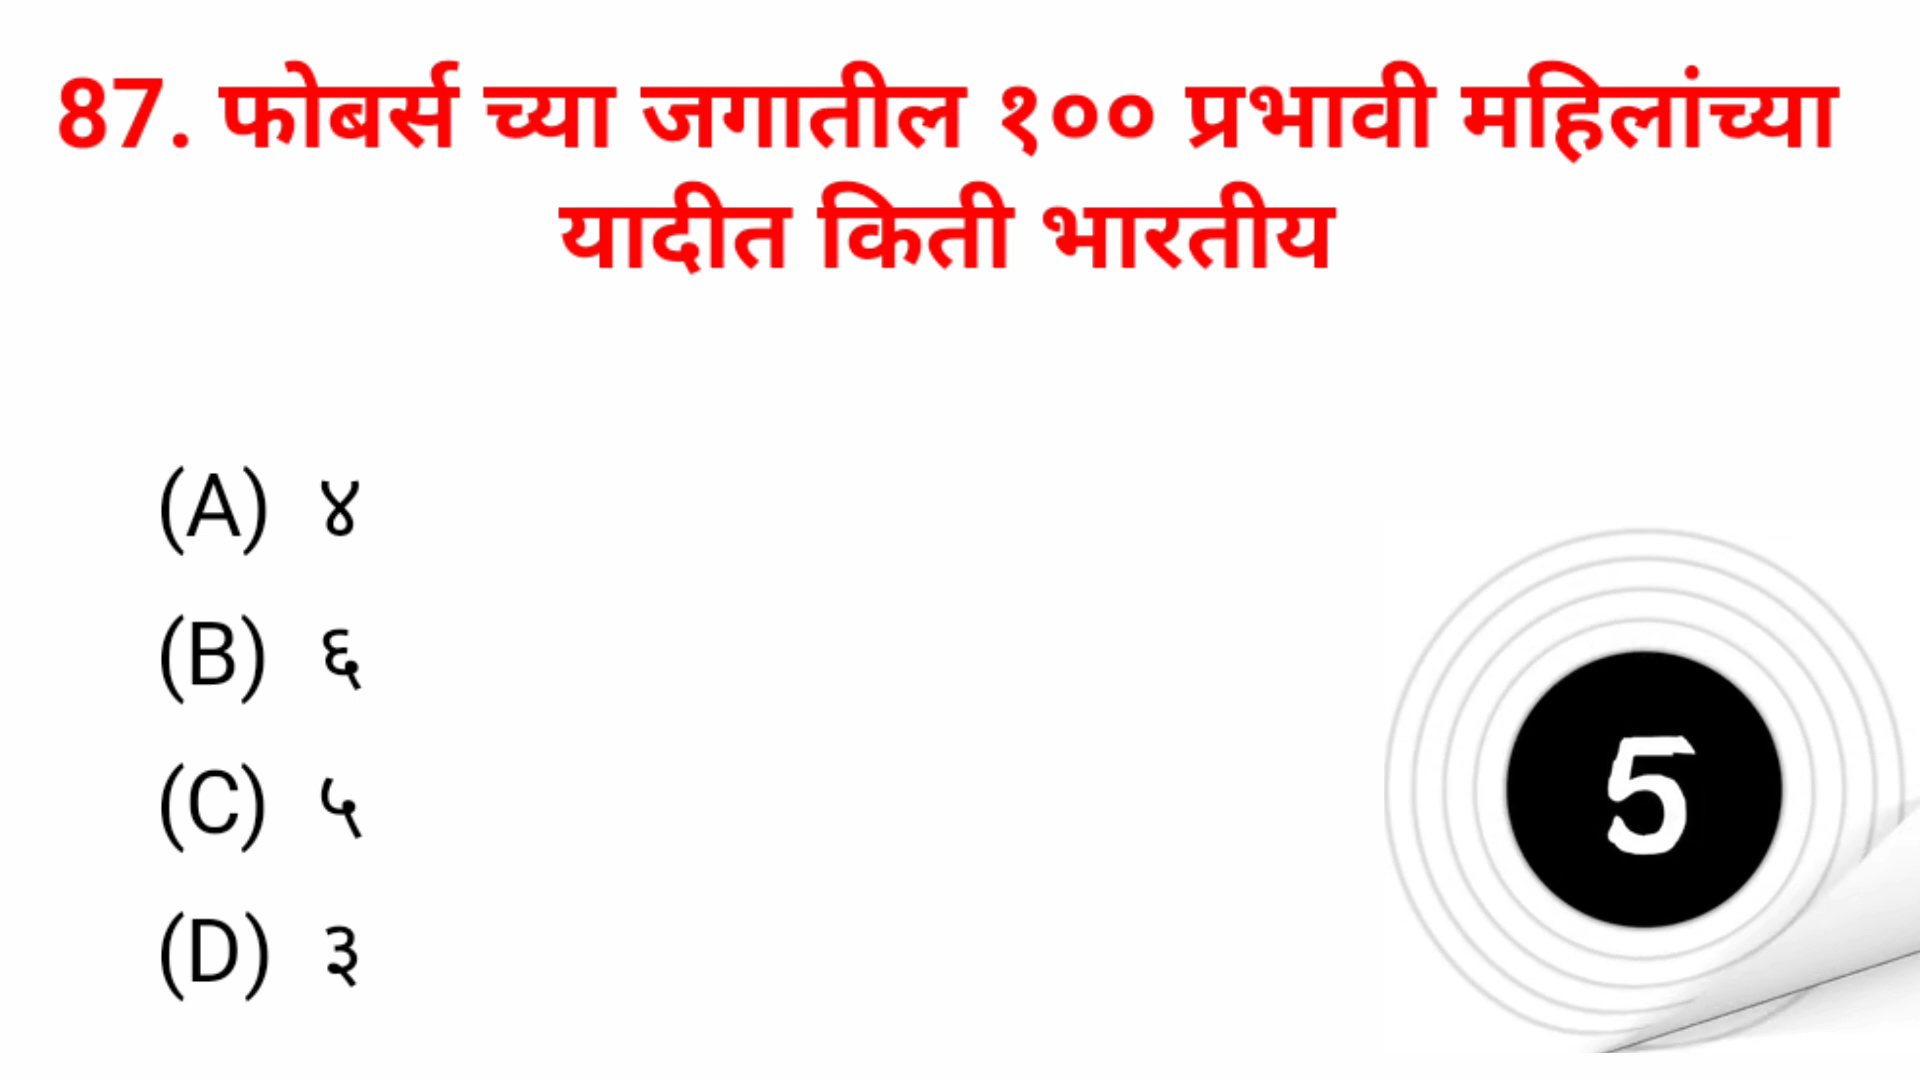 87. फोबर्स च्या जगातील १०० प्रभावी महिलांच्या
यादीत किती भारतीय
(A) ४
(B) ६
(C) ५
(D) ३
5